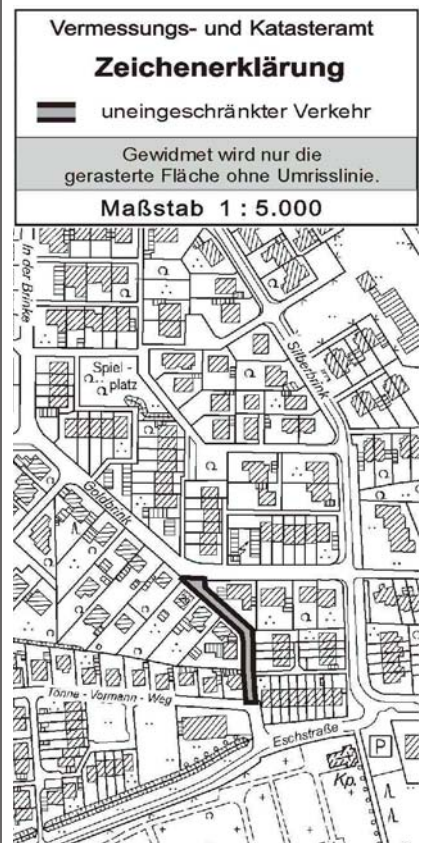 Vermessungs- und Katasteramt
Zeichenerklärung
uneingeschränkter Verkehr
Gewidmet wird nur die
gerasterte Fläche ohne Umrisslinie.
Maßstab 1 : 5.000
In der Brinke
Silberbrink
Spiel -
platz
Goldbrink
Tönne - Vormann - Weg
Eschstraße
P
Kp.